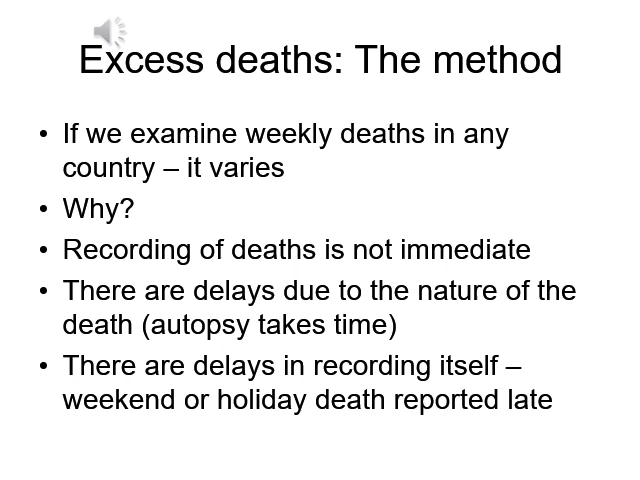 Excess deaths: The method
• If we examine weekly deaths in any
country – it varies
• Why?
• Recording of deaths is not immediate
• There are delays due to the nature of the
death (autopsy takes time)
• There are delays in recording itself –
weekend or holiday death reported late